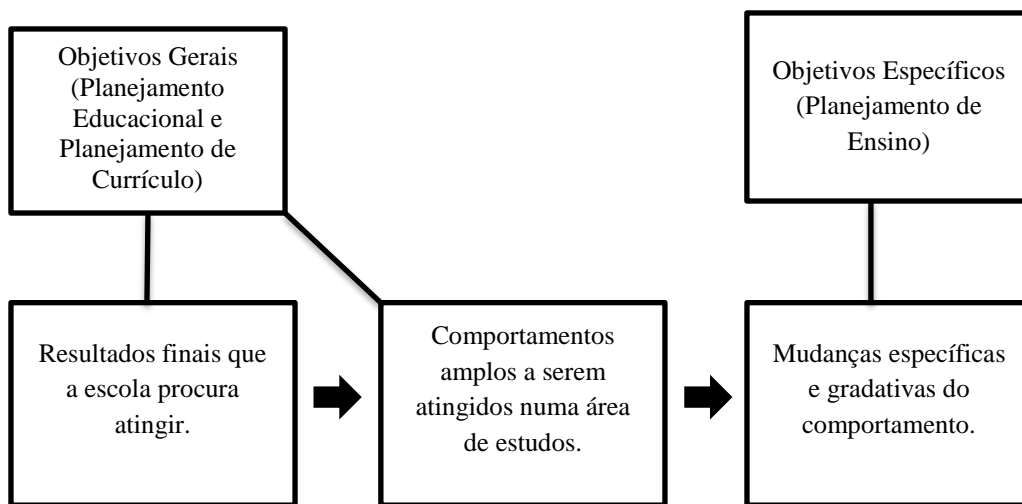 Objetivos Gerais
(Planejamento
Educacional e
Planejamento de
Currículo)
Objetivos Específicos
(Planejamento de
Ensino)
Resultados finais que
a escola procura
atingir.
Comportamentos
amplos a serem
atingidos numa área
de estudos.
Mudanças específicas
e gradativas do
comportamento.